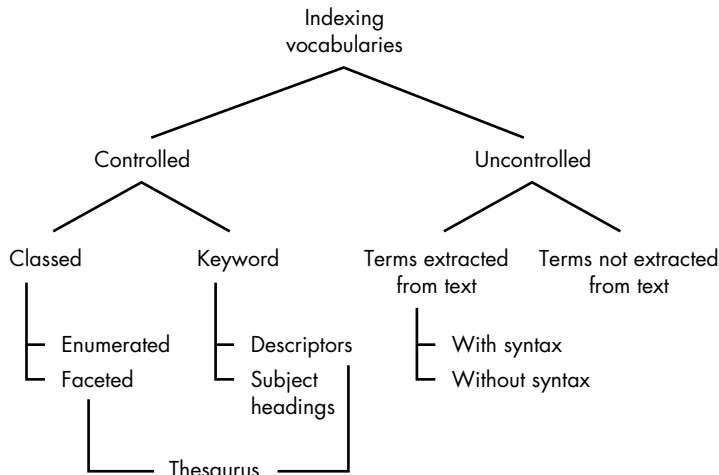 Indexing
vocabularies
Controlled
Uncontrolled
Classed
Keyword
Terms extracted
from text
Terms not extracted
from text
Enumerated
Faceted
Descriptors
Subject
headings
With syntax
Without syntax
Thesaurus